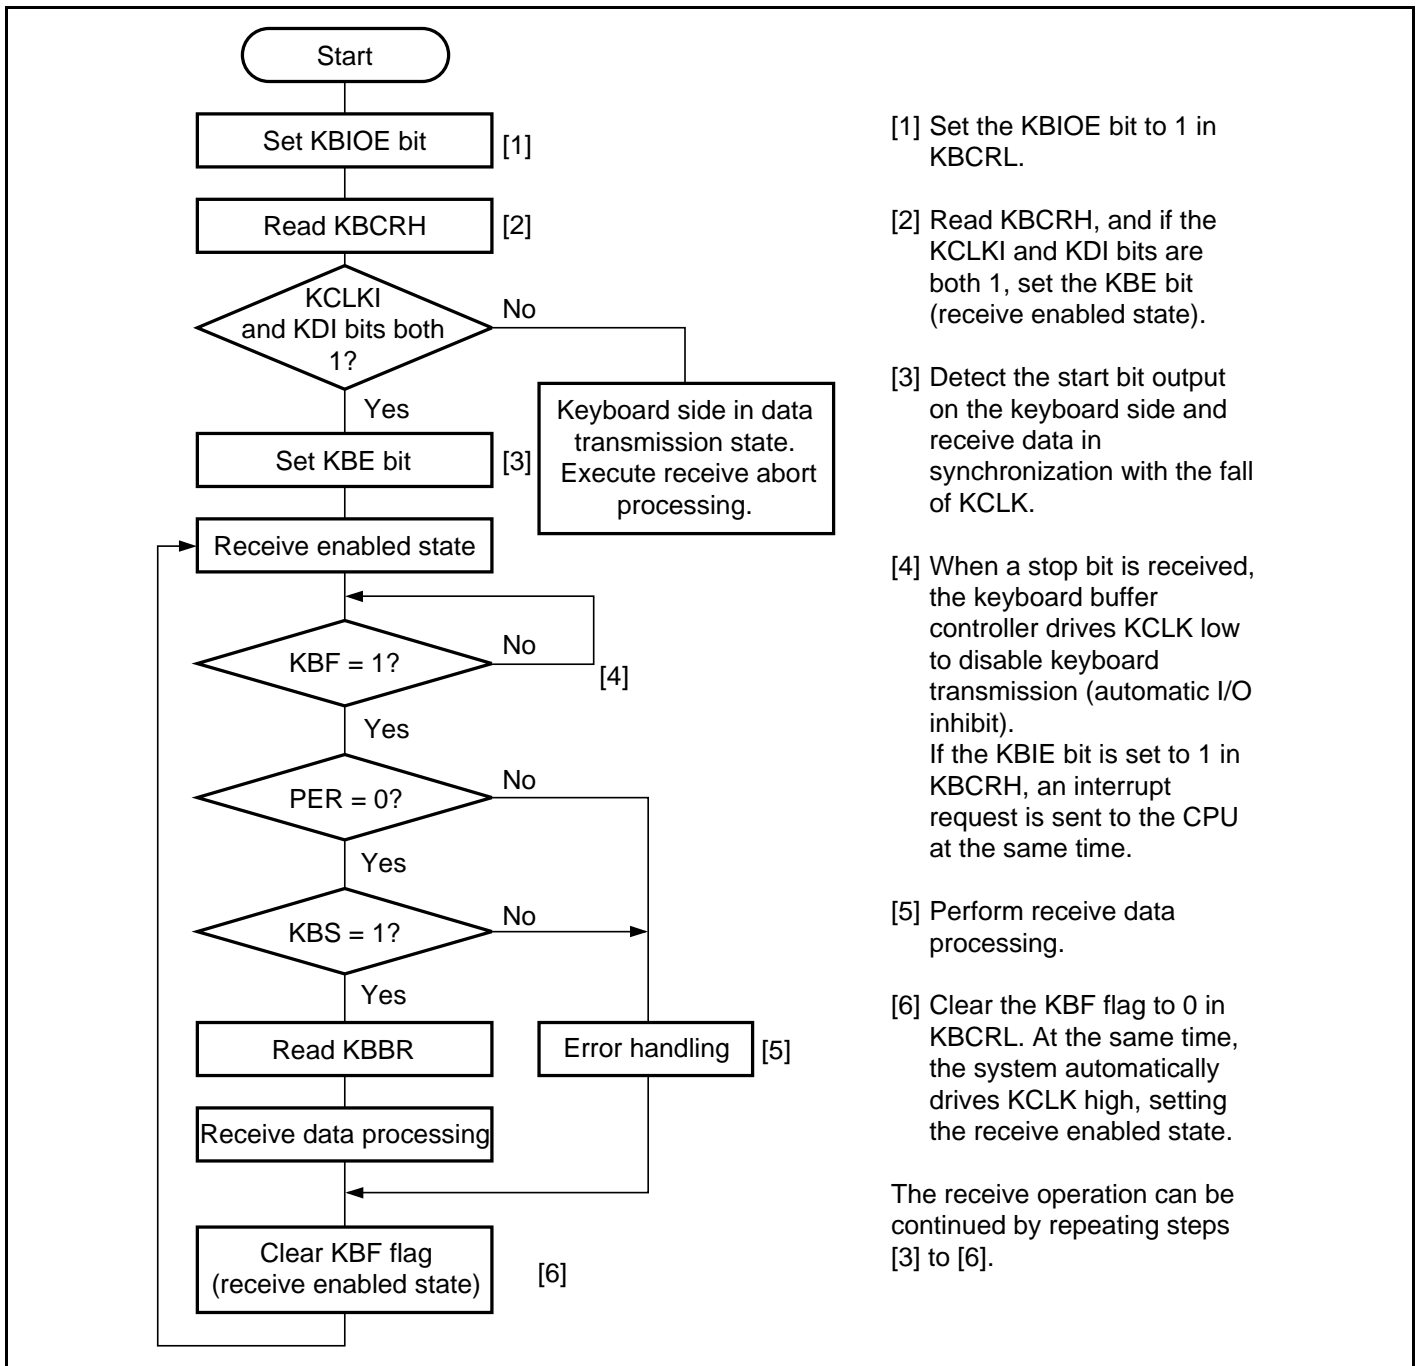 Start
Set KBIOE bit
[1]
Read KBCRH
[2]
KCLKI
and KDI bits both
1?
No
Yes
Keyboard side in data
transmission state.
Execute receive abort
processing.
Set KBE bit
[3]
Receive enabled state
KBF = 1?
No
[4]
Yes
PER = 0?
No
Yes
KBS = 1?
No
Yes
Read KBBR
Error handling
[5]
Receive data processing
Clear KBF flag
(receive enabled state)
[6]
[1] Set the KBIOE bit to 1 in
KBCRL.
[2] Read KBCRH, and if the
KCLKI and KDI bits are
both 1, set the KBE bit
(receive enabled state).
[3] Detect the start bit output
on the keyboard side and
receive data in
synchronization with the fall
of KCLK.
[4] When a stop bit is received,
the keyboard buffer
controller drives KCLK low
to disable keyboard
transmission (automatic I/O
inhibit).
If the KBIE bit is set to 1 in
KBCRH, an interrupt
request is sent to the CPU
at the same time.
[5] Perform receive data
processing.
[6] Clear the KBF flag to 0 in
KBCRL. At the same time,
the system automatically
drives KCLK high, setting
the receive enabled state.
The receive operation can be
continued by repeating steps
[3] to [6].